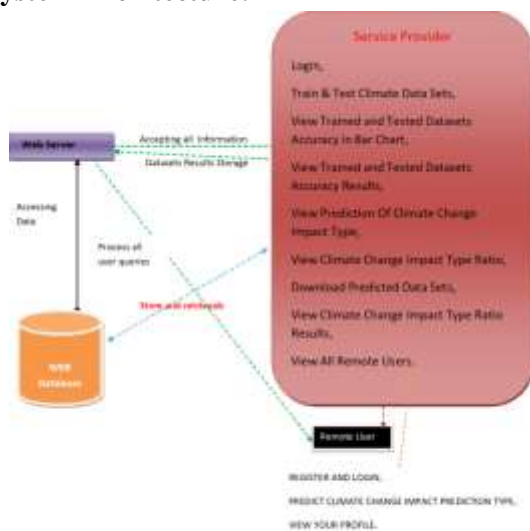 ystem Architecture:
Service Provider
Login,
Train & Test Climate Data Sets,
View Trained and Tested Datasets
Accuracy in Bar Chart,
View Trained and Tested Datasets
Accuracy Results,
View Prediction Of Climate Change
Impact Type,
View Climate Change Impact Type Ratio,
Download Predicted Data Sets,
View Climate Change Impact Type Ratio
Results,
View All Remote Users.
Web Server
Accepting all Information
Datasets Results Storage
Accessing
Data
Process all
user queries
Store and retrievals
WEB
Database
Remote User
REGISTER AND LOGIN,
PREDICT CLIMATE CHANGE IMPACT PREDICTION TYPE,
VIEW YOUR PROFILE.